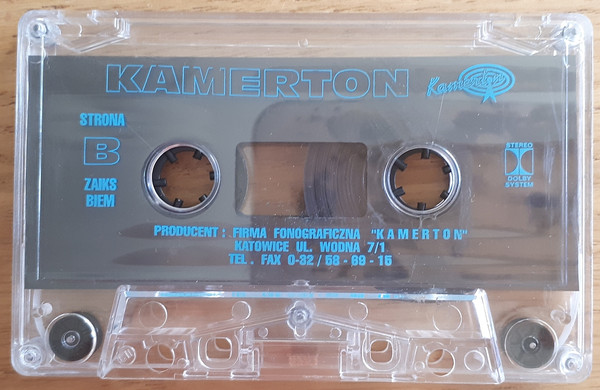 KAMERTON
Kamerton
STRONA
B
ZAIKS
BIEM
STEREO
DOLBY
SYSTEM
PRODUCENT : FIRMA FONOGRAFICZNA "KAMERTON"
KATOWICE UL. WODNA 7/1
TEL. FAX 0-32 / 58 - 89 - 15